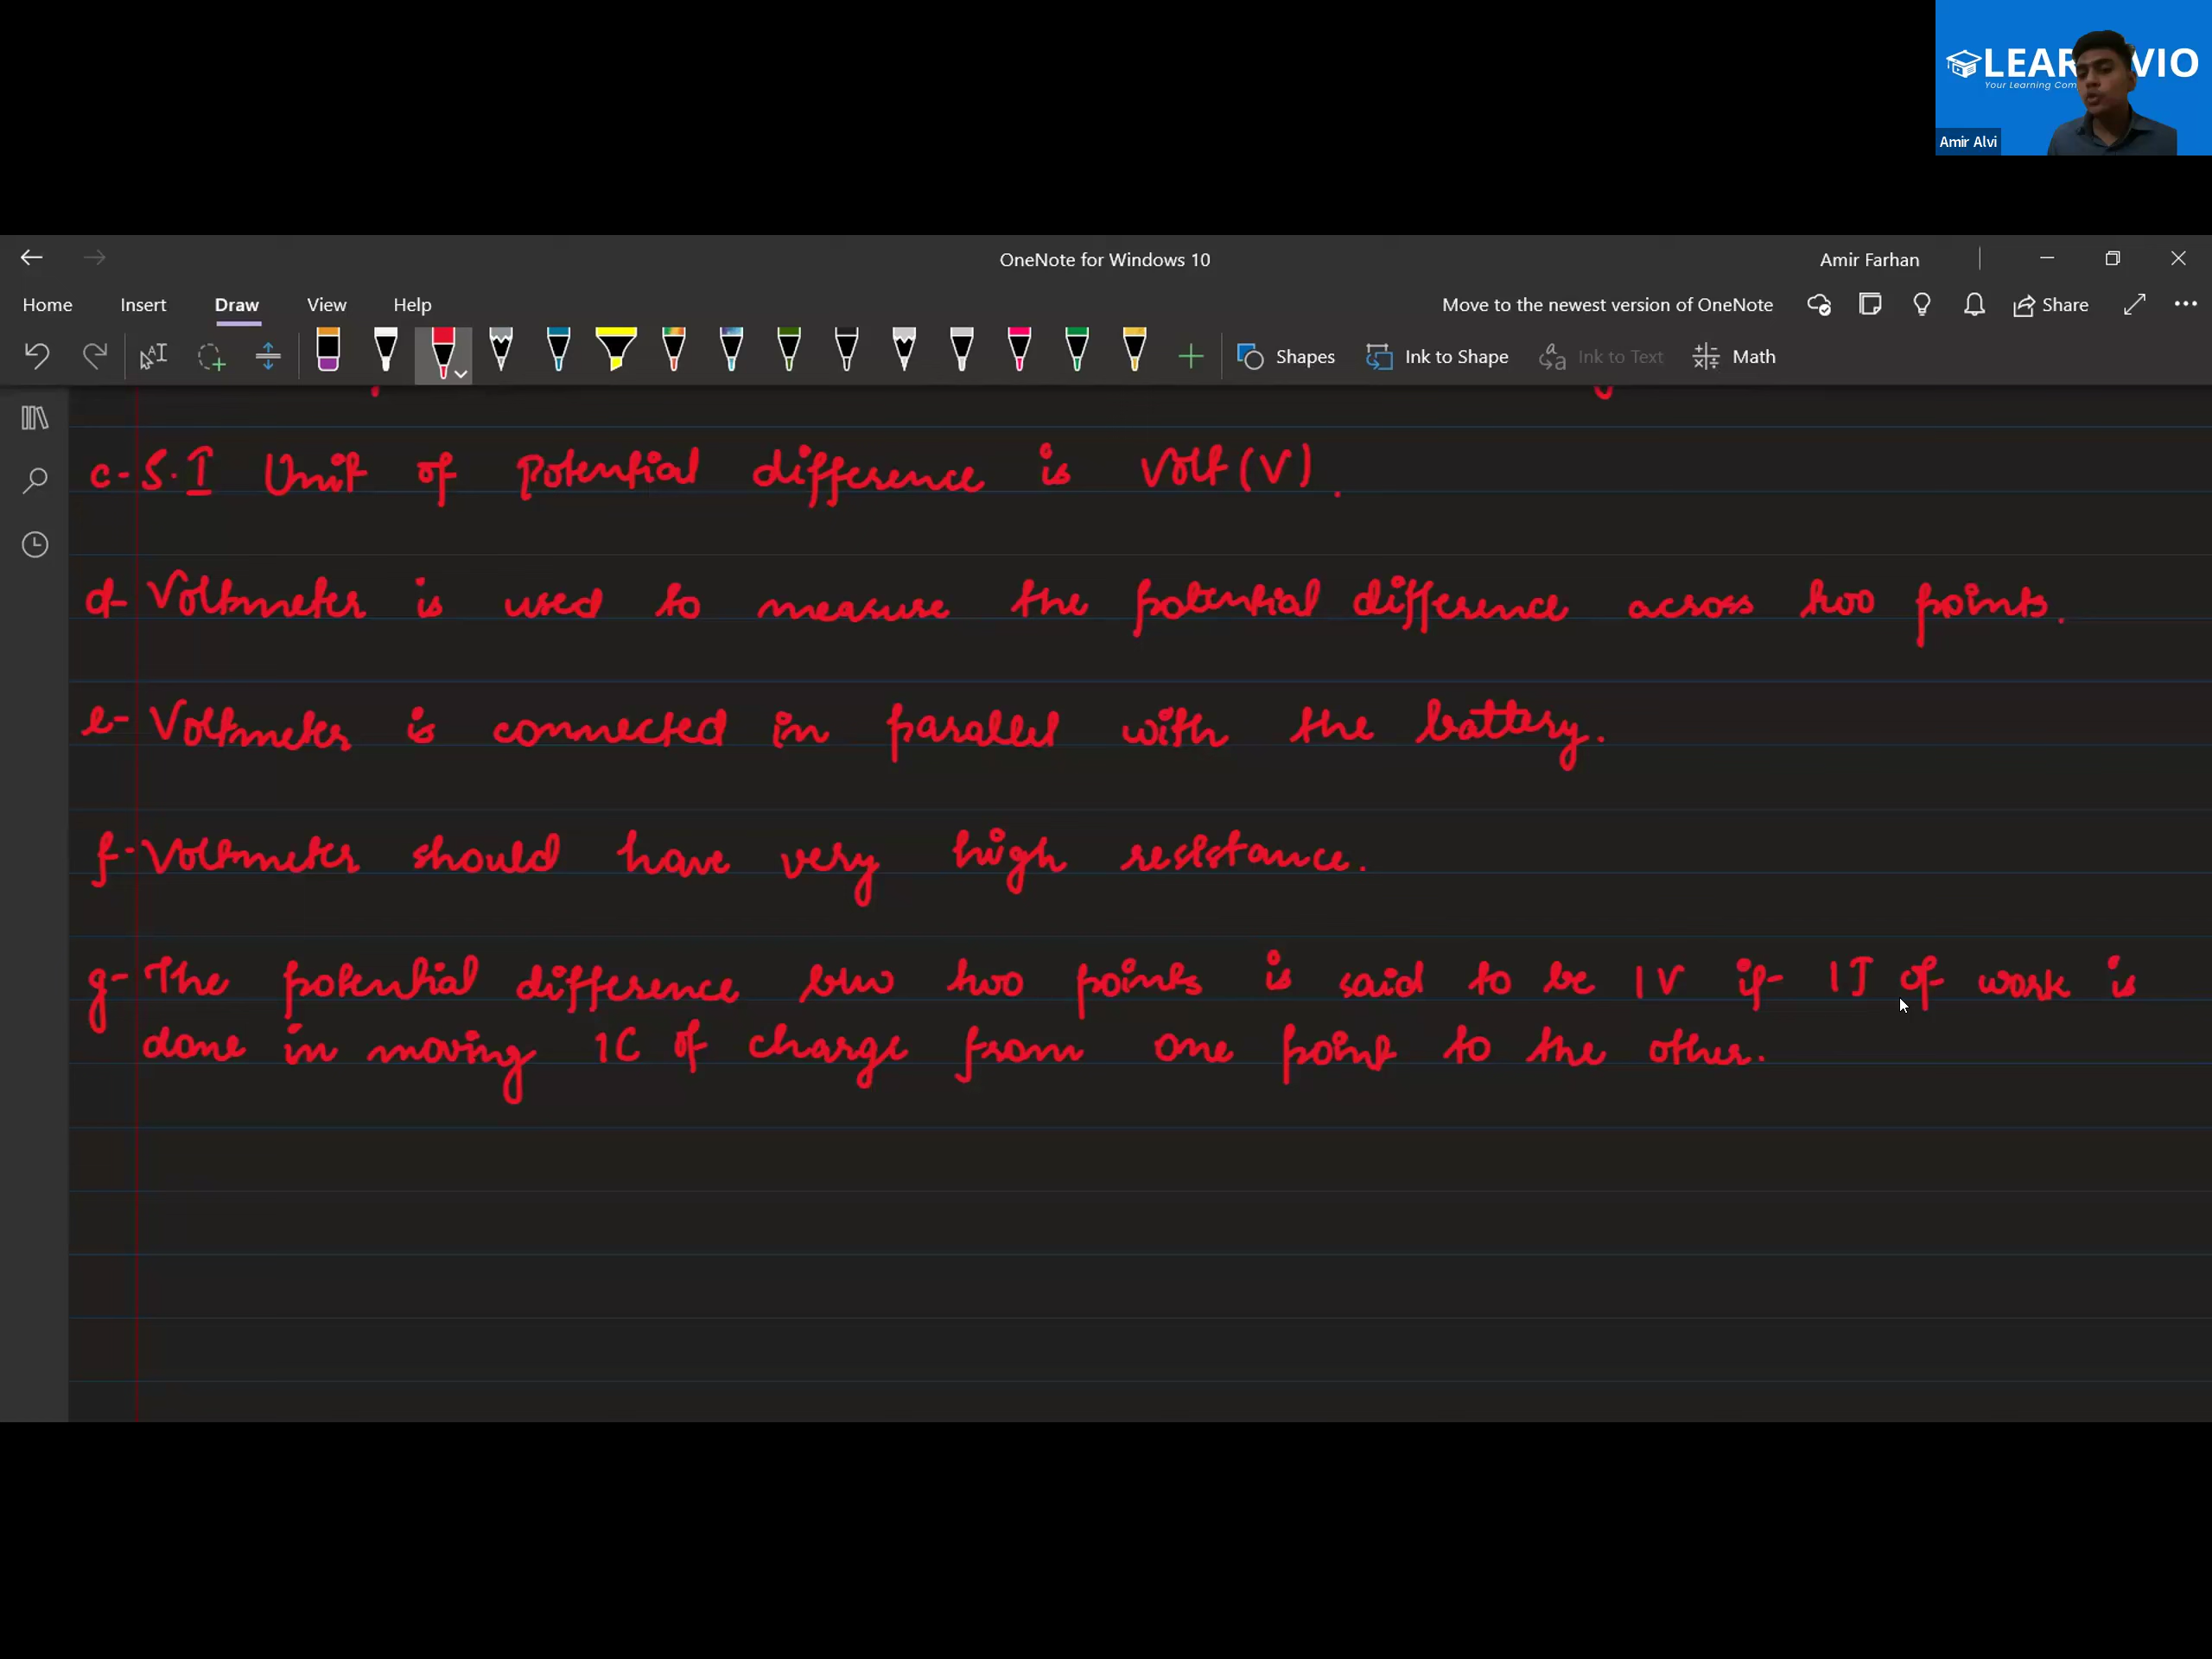 LEAR VIO
Your Learning Com
Amir Alvi
OneNote for Windows 10
Amir Farhan
Home Insert Draw View Help
Move to the newest version of OneNote
Share
Shapes Ink to Shape Ink to Text Math
c- S.I Unit of Potential difference is Volt (V).
d- Voltmeter is used to measure the potential difference across two points.
e- Voltmeter is connected in parallel with the battery.
f- Voltmeter should have very high resistance.
g- The potential difference btw two points is said to be 1V if 1J of work is
done in moving 1C of charge from one point to the other.